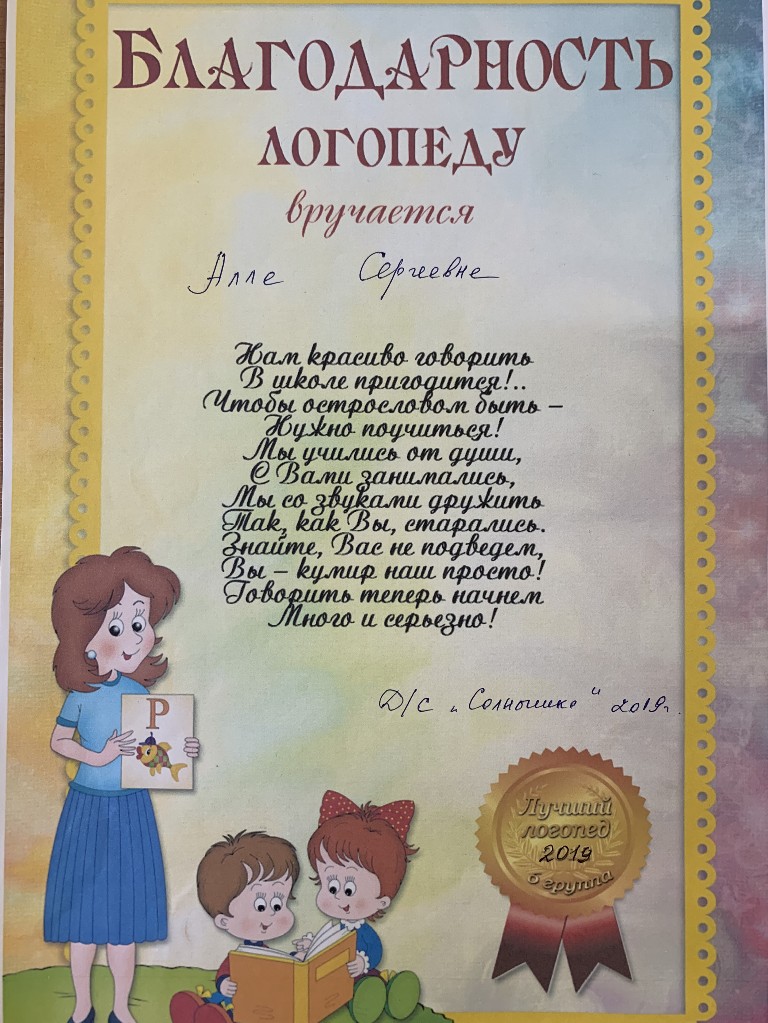 БЛАГОДАРНОСТЬ
ЛОГОПЕДУ
вручается
Алле Сергеевне
Нам красиво говорить
В школе пригодится!..
Чтобы острословом быть –
Нужно поучиться!
Мы учились от души,
С Вами занимались,
Мы со звуками дружить
Так, как Вы, старались.
Знайте, Вас не подведем,
Вы – кумир наш просто!
Говорить теперь начнем
Много и серьезно!
Д/с „Солнышко" 2019г.
Р
Лучший
логопед
2019
6 группа